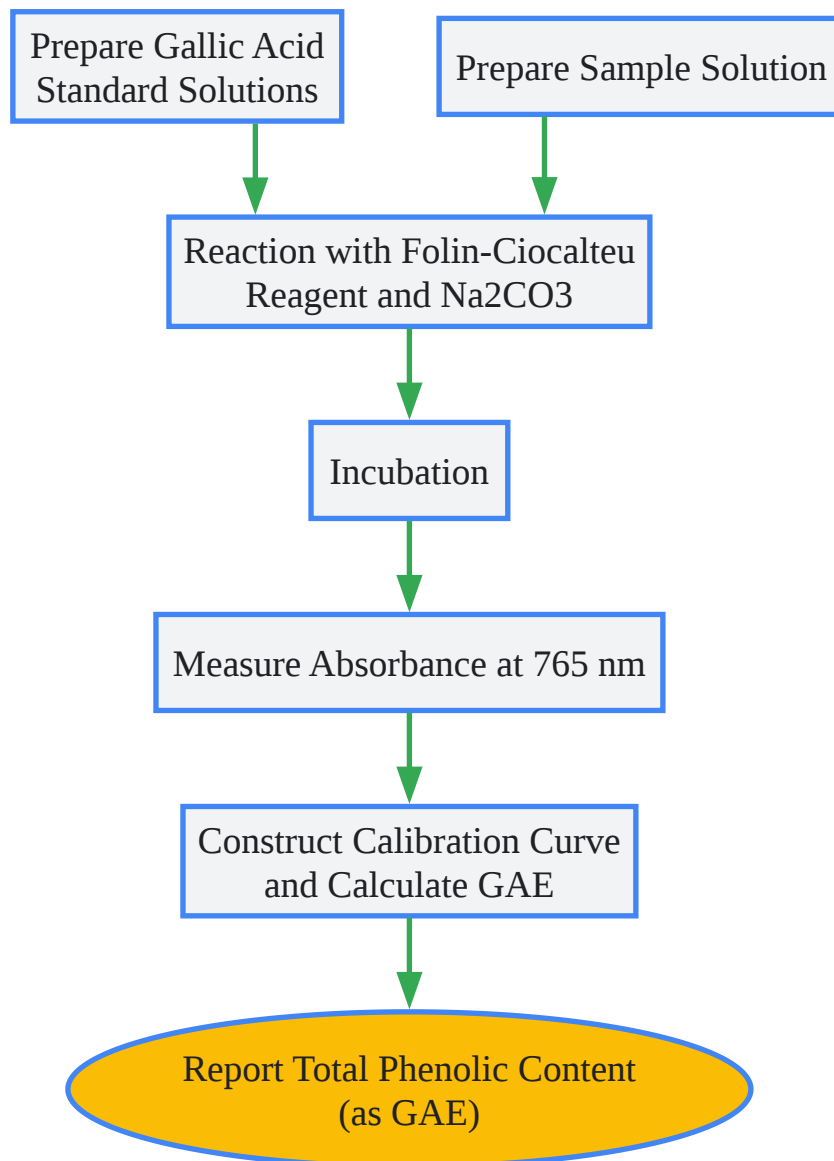 Prepare Gallic Acid
Standard Solutions
Prepare Sample Solution
Reaction with Folin-Ciocalteu
Reagent and Na2CO3
Incubation
Measure Absorbance at 765 nm
Construct Calibration Curve
and Calculate GAE
Report Total Phenolic Content
(as GAE)